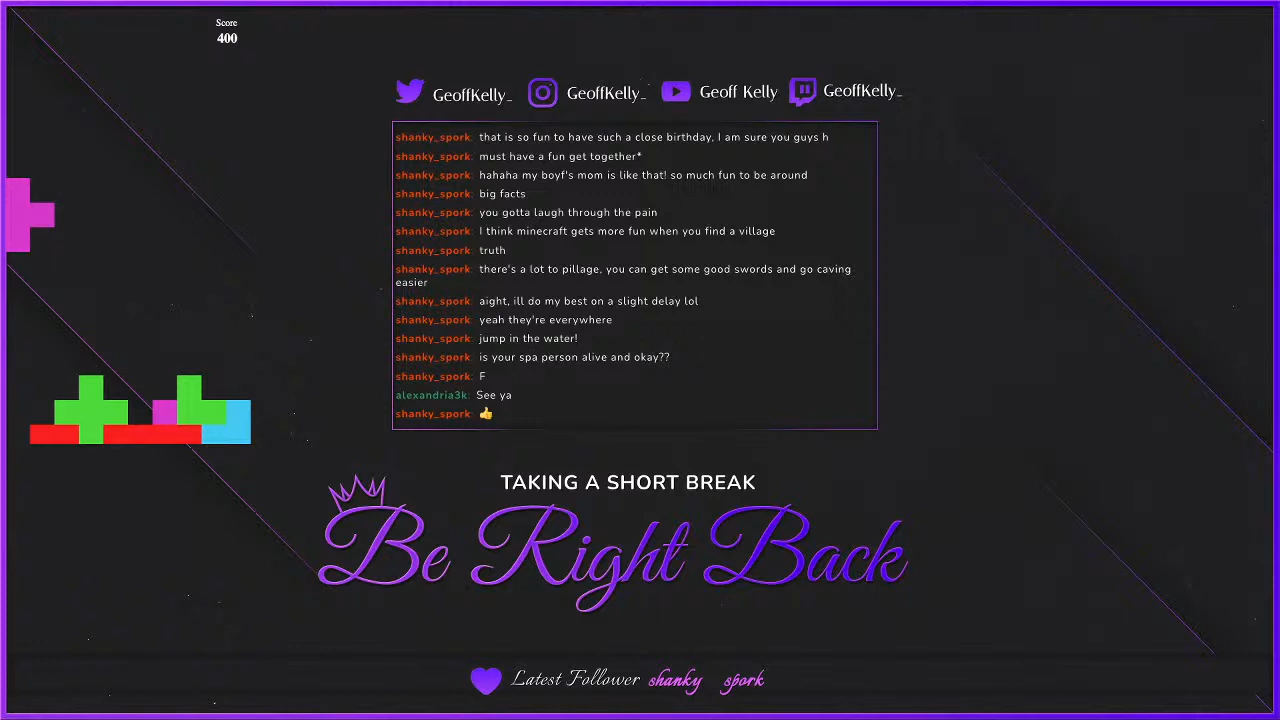 Score
400
GeoffKelly_ GeoffKelly_ Geoff Kelly GeoffKelly_
shanky_spork: that is so fun to have such a close birthday, I am sure you guys h
shanky_spork: must have a fun get together*
shanky_spork: hahaha my boyf's mom is like that! so much fun to be around
shanky_spork: big facts
shanky_spork: you gotta laugh through the pain
shanky_spork: I think minecraft gets more fun when you find a village
shanky_spork: truth
shanky_spork: there's a lot to pillage, you can get some good swords and go caving
easier
shanky_spork: aight, ill do my best on a slight delay lol
shanky_spork: yeah they're everywhere
shanky_spork: jump in the water!
shanky_spork: is your spa person alive and okay??
shanky_spork: F
alexandria3k: See ya
shanky_spork: 👍
TAKING A SHORT BREAK
Be Right Back
Latest Follower shanky spork